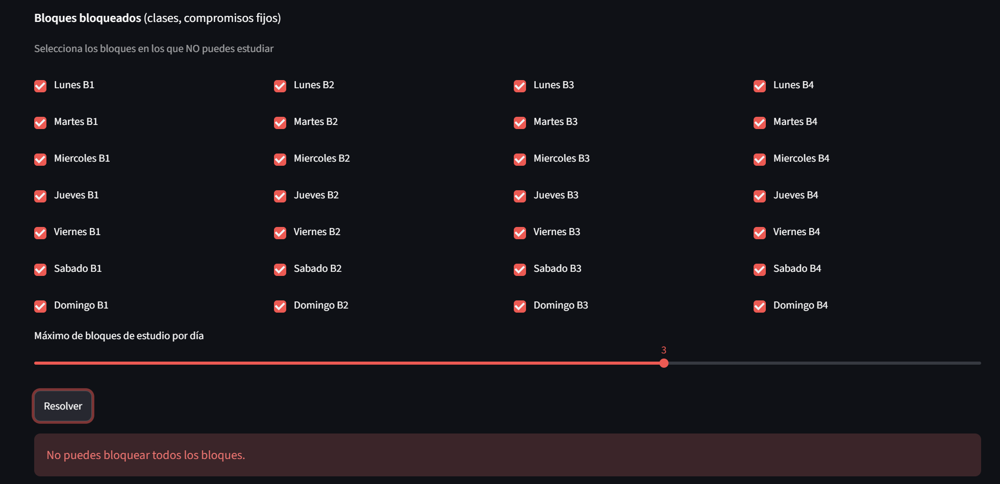 Bloques bloqueados (clases, compromisos fijos)
Selecciona los bloques en los que NO puedes estudiar
Lunes B1 Lunes B2 Lunes B3 Lunes B4
Martes B1 Martes B2 Martes B3 Martes B4
Miercoles B1 Miercoles B2 Miercoles B3 Miercoles B4
Jueves B1 Jueves B2 Jueves B3 Jueves B4
Viernes B1 Viernes B2 Viernes B3 Viernes B4
Sabado B1 Sabado B2 Sabado B3 Sabado B4
Domingo B1 Domingo B2 Domingo B3 Domingo B4
Máximo de bloques de estudio por día
3
Resolver
No puedes bloquear todos los bloques.